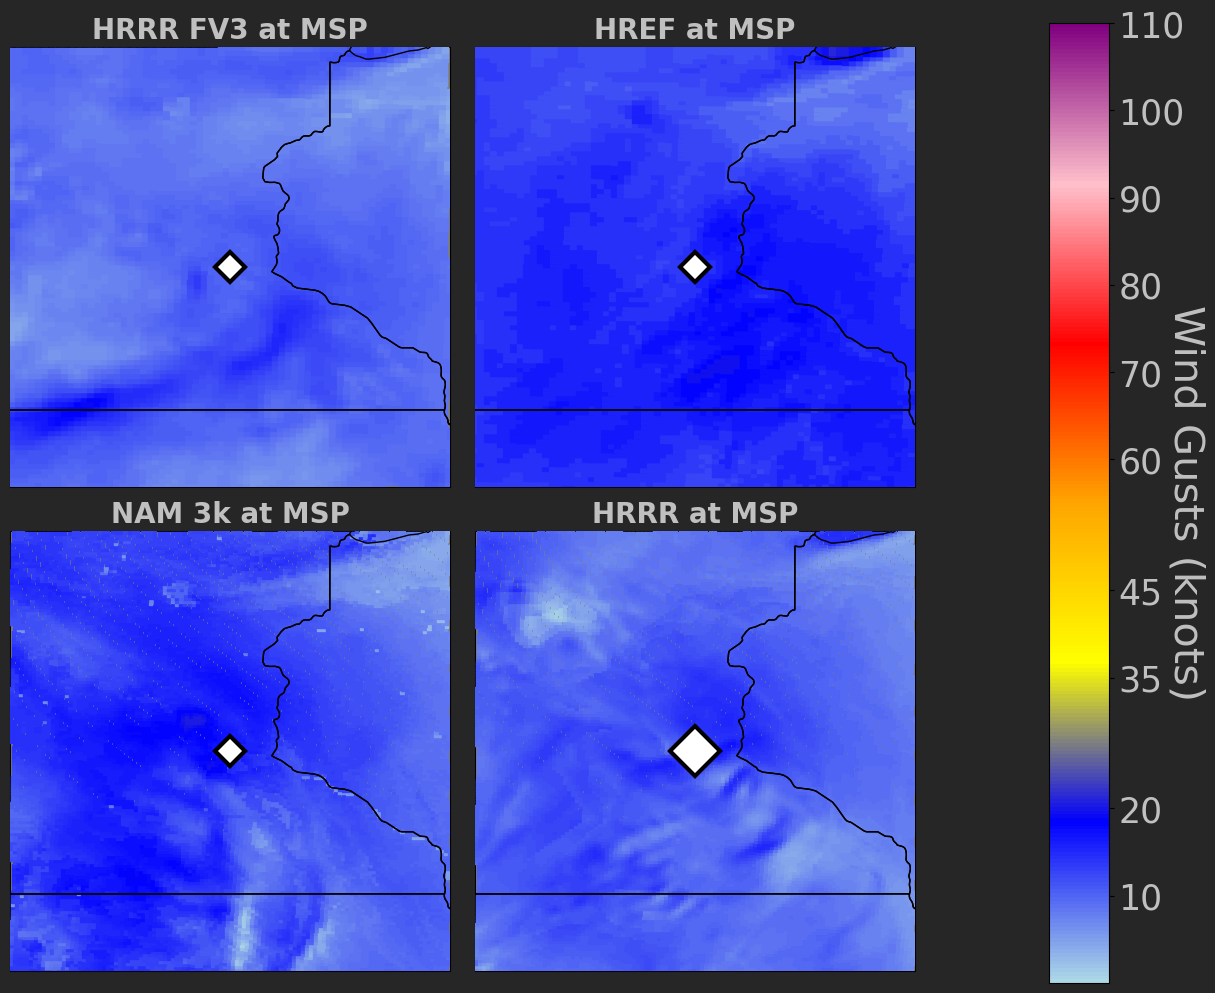 HRRR FV3 at MSP
HREF at MSP
NAM 3k at MSP
HRRR at MSP
110
100
90
80
70
60
45
35
20
10
Wind Gusts (knots)